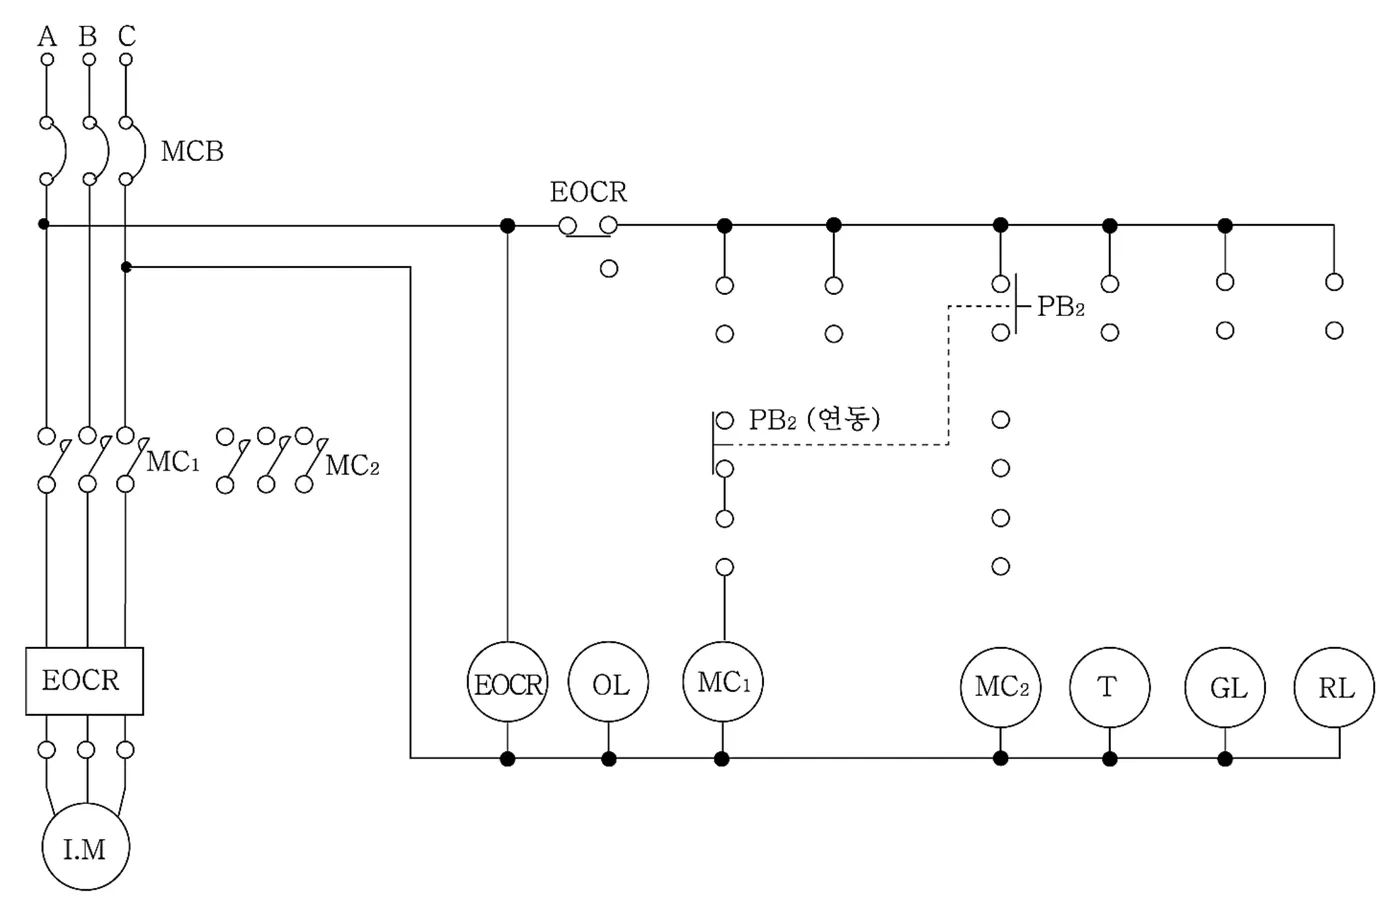 A B C
MCB
EOCR
PB₂
PB₂ (연동)
MC₁
MC₂
EOCR
EOCR
OL
MC₁
MC₂
T
GL
RL
I.M